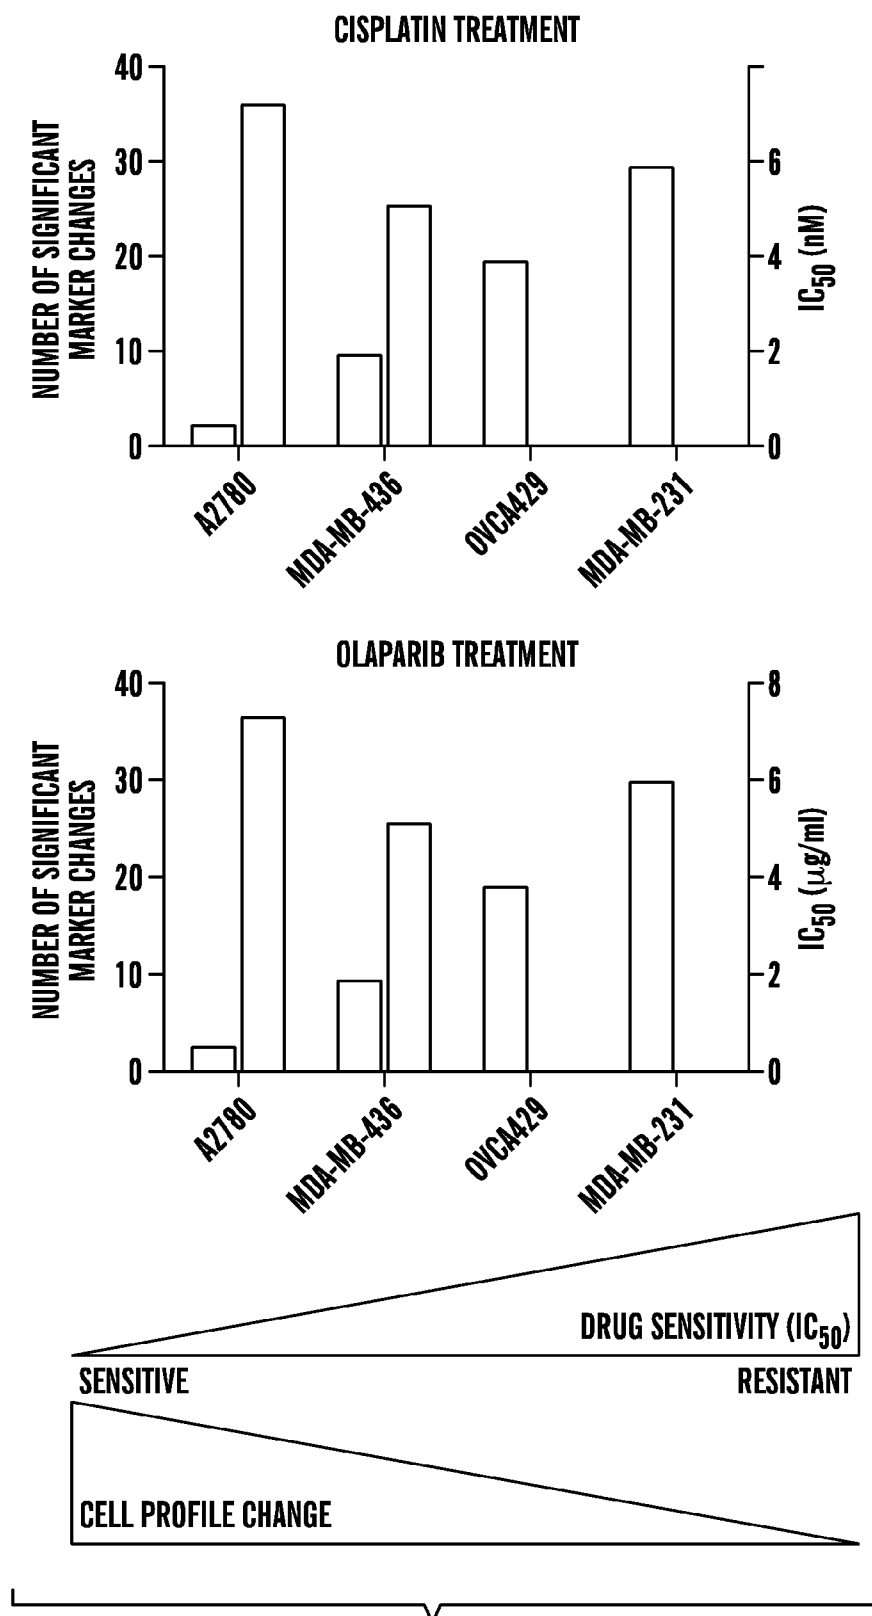 CISPLATIN TREATMENT
NUMBER OF SIGNIFICANT
MARKER CHANGES
40
30
20
10
0
6
4
2
0
IC50 (nM)
A2780
MDA-MB-436
OVCA429
MDA-MB-231
OLAPARIB TREATMENT
NUMBER OF SIGNIFICANT
MARKER CHANGES
40
30
20
10
0
8
6
4
2
0
IC50 (µg/ml)
A2780
MDA-MB-436
OVCA429
MDA-MB-231
DRUG SENSITIVITY (IC50)
SENSITIVE RESISTANT
CELL PROFILE CHANGE